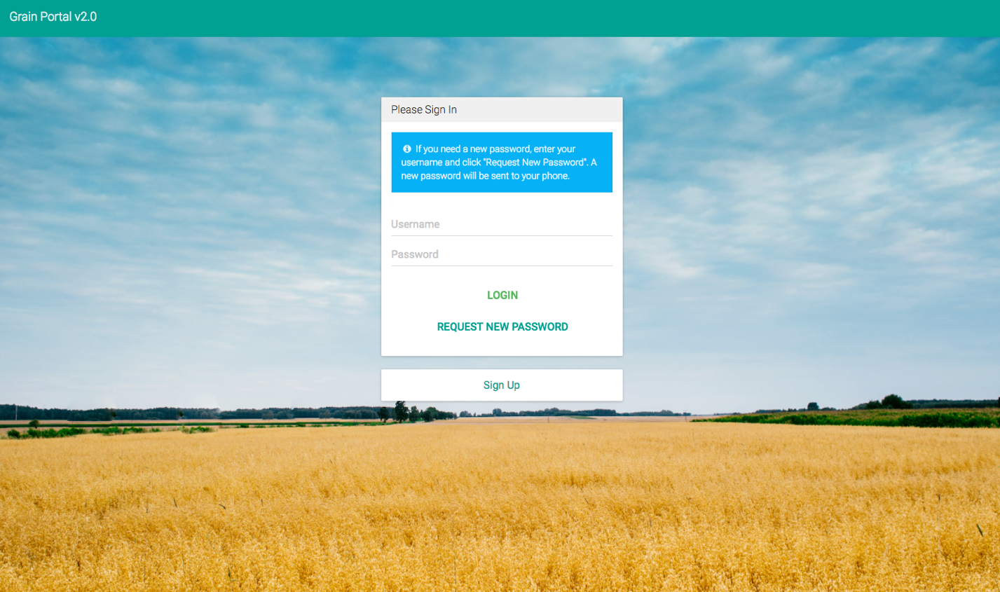 Grain Portal v2.0
Please Sign In
If you need a new password, enter your
username and click "Request New Password". A
new password will be sent to your phone.
Username
Password
LOGIN
REQUEST NEW PASSWORD
Sign Up